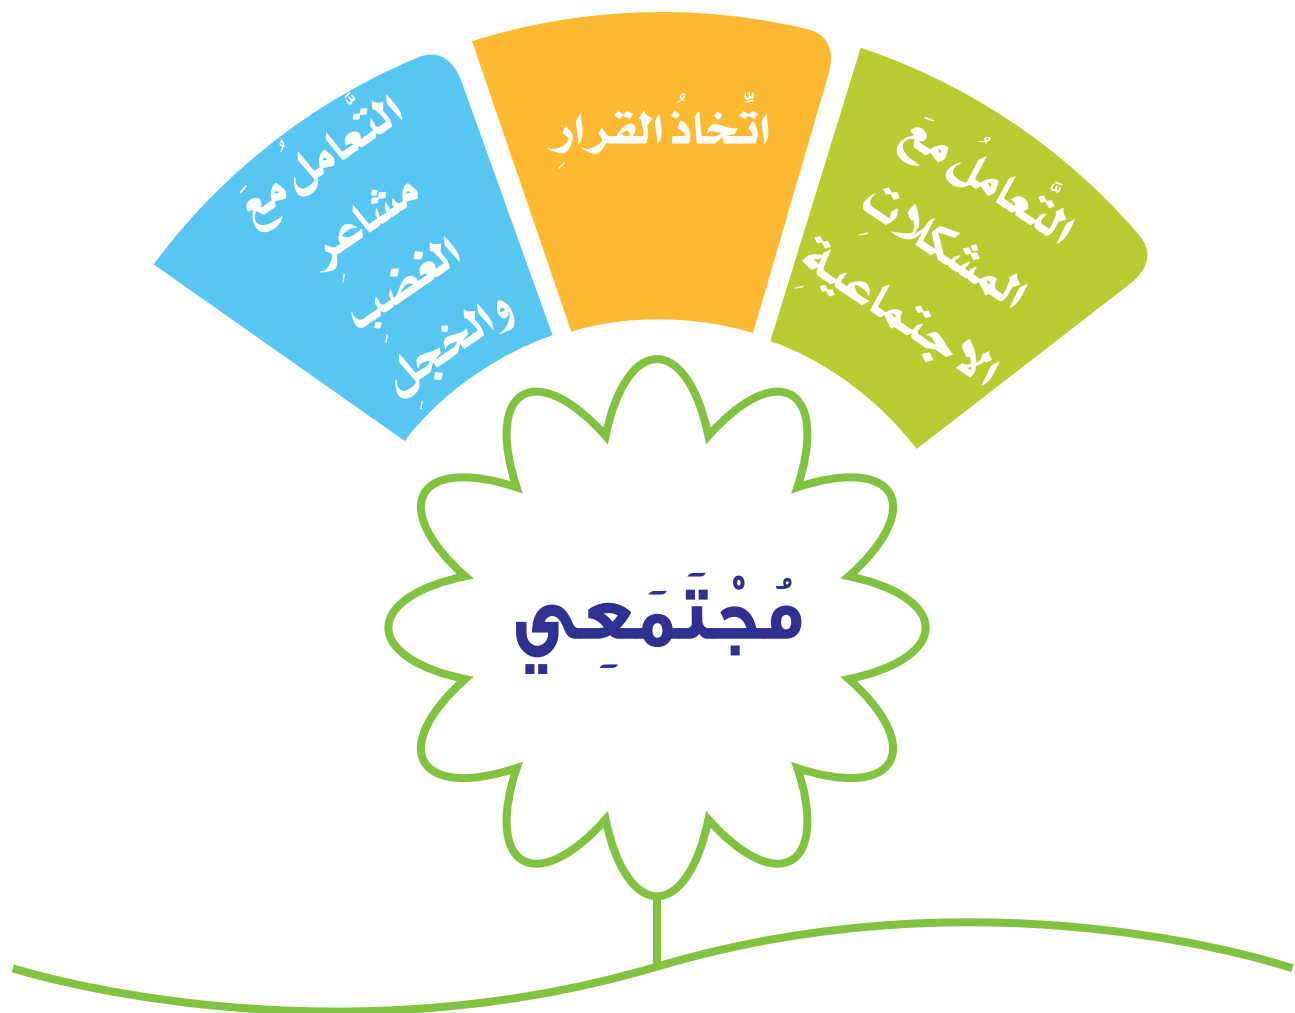 التَّعاملُ معَ
المشكلاتِ
الاجتماعيةِ
اتِّخاذُ القرارِ
التَّعاملُ معَ
مشاعرِ
الغضبِ
والخجلِ
مُجْتَمَعِي